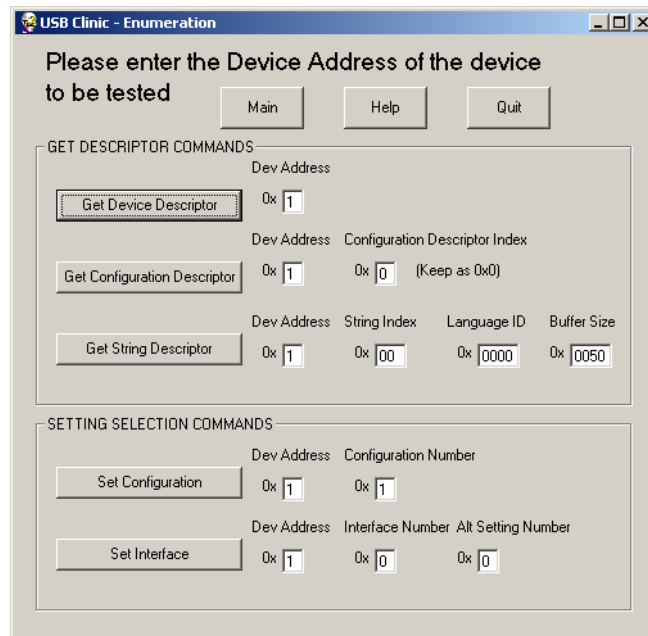 USB Clinic - Enumeration
Please enter the Device Address of the device
to be tested
Main Help Quit
GET DESCRIPTOR COMMANDS
Dev Address
Get Device Descriptor 0x 1
Dev Address Configuration Descriptor Index
Get Configuration Descriptor 0x 1 0x 0 (Keep as 0x0)
Dev Address String Index Language ID Buffer Size
Get String Descriptor 0x 1 0x 00 0x 0000 0x 0050
SETTING SELECTION COMMANDS
Dev Address Configuration Number
Set Configuration 0x 1 0x 1
Dev Address Interface Number Alt Setting Number
Set Interface 0x 1 0x 0 0x 0